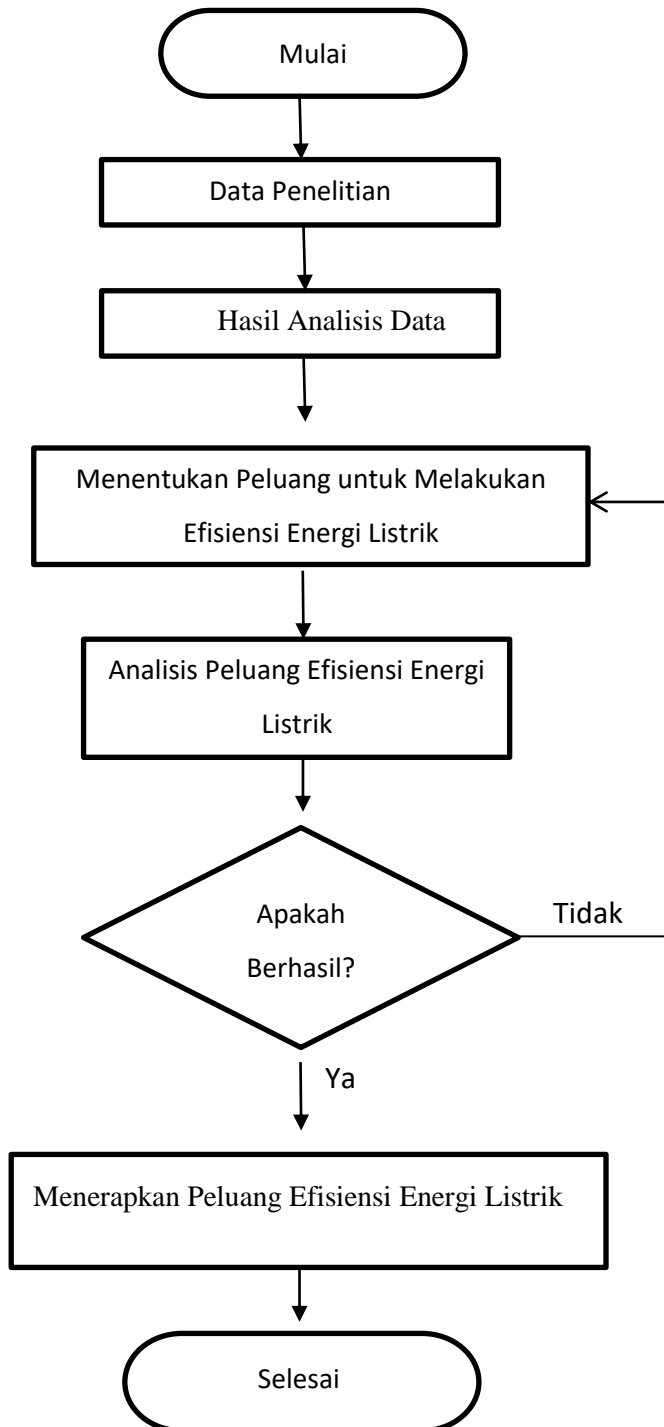 Mulai
Data Penelitian
Hasil Analisis Data
Menentukan Peluang untuk Melakukan
Efisiensi Energi Listrik
Analisis Peluang Efisiensi Energi
Listrik
Apakah
Berhasil?
Tidak
Ya
Menerapkan Peluang Efisiensi Energi Listrik
Selesai